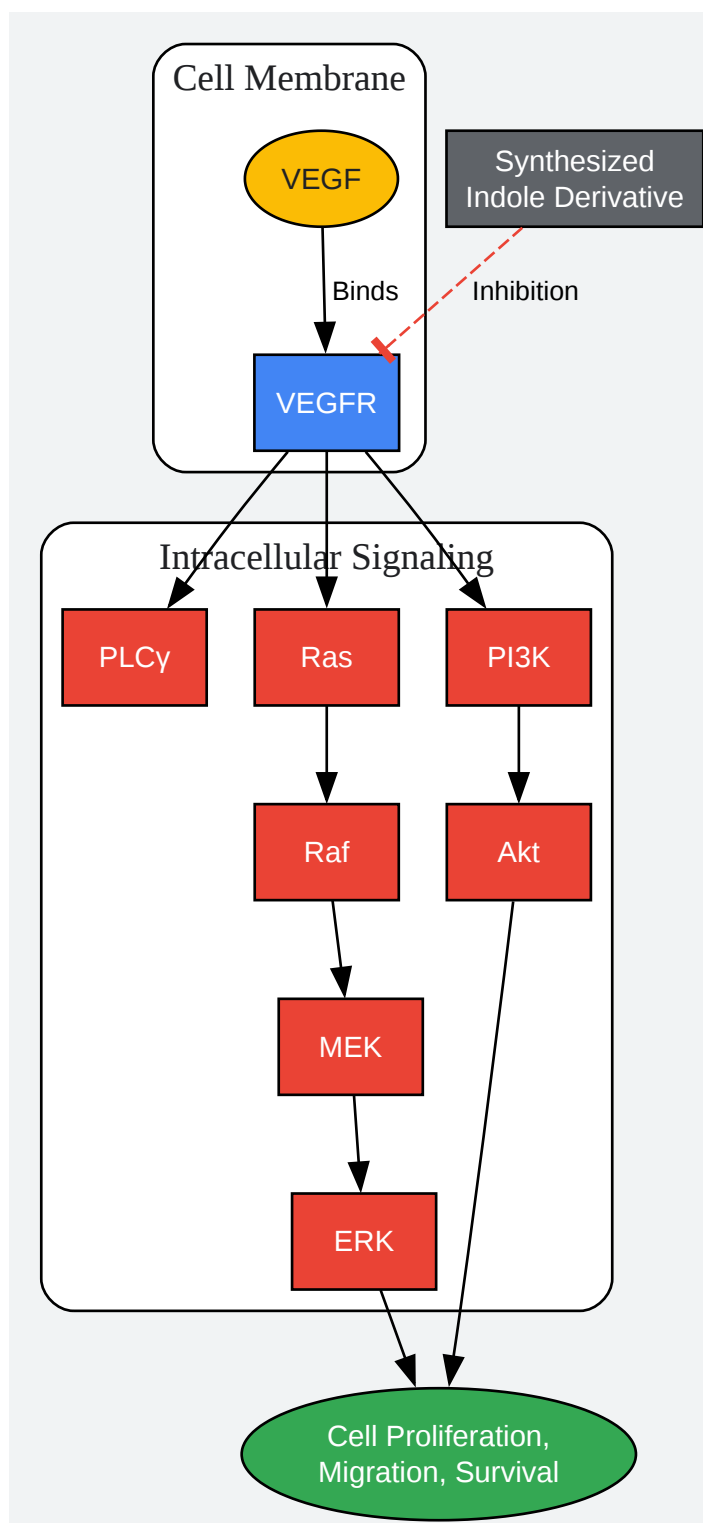 Cell Membrane
VEGF
Synthesized
Indole Derivative
Binds
Inhibition
VEGFR
Intracellular Signaling
PLCγ
Ras
PI3K
Raf
Akt
MEK
ERK
Cell Proliferation,
Migration, Survival